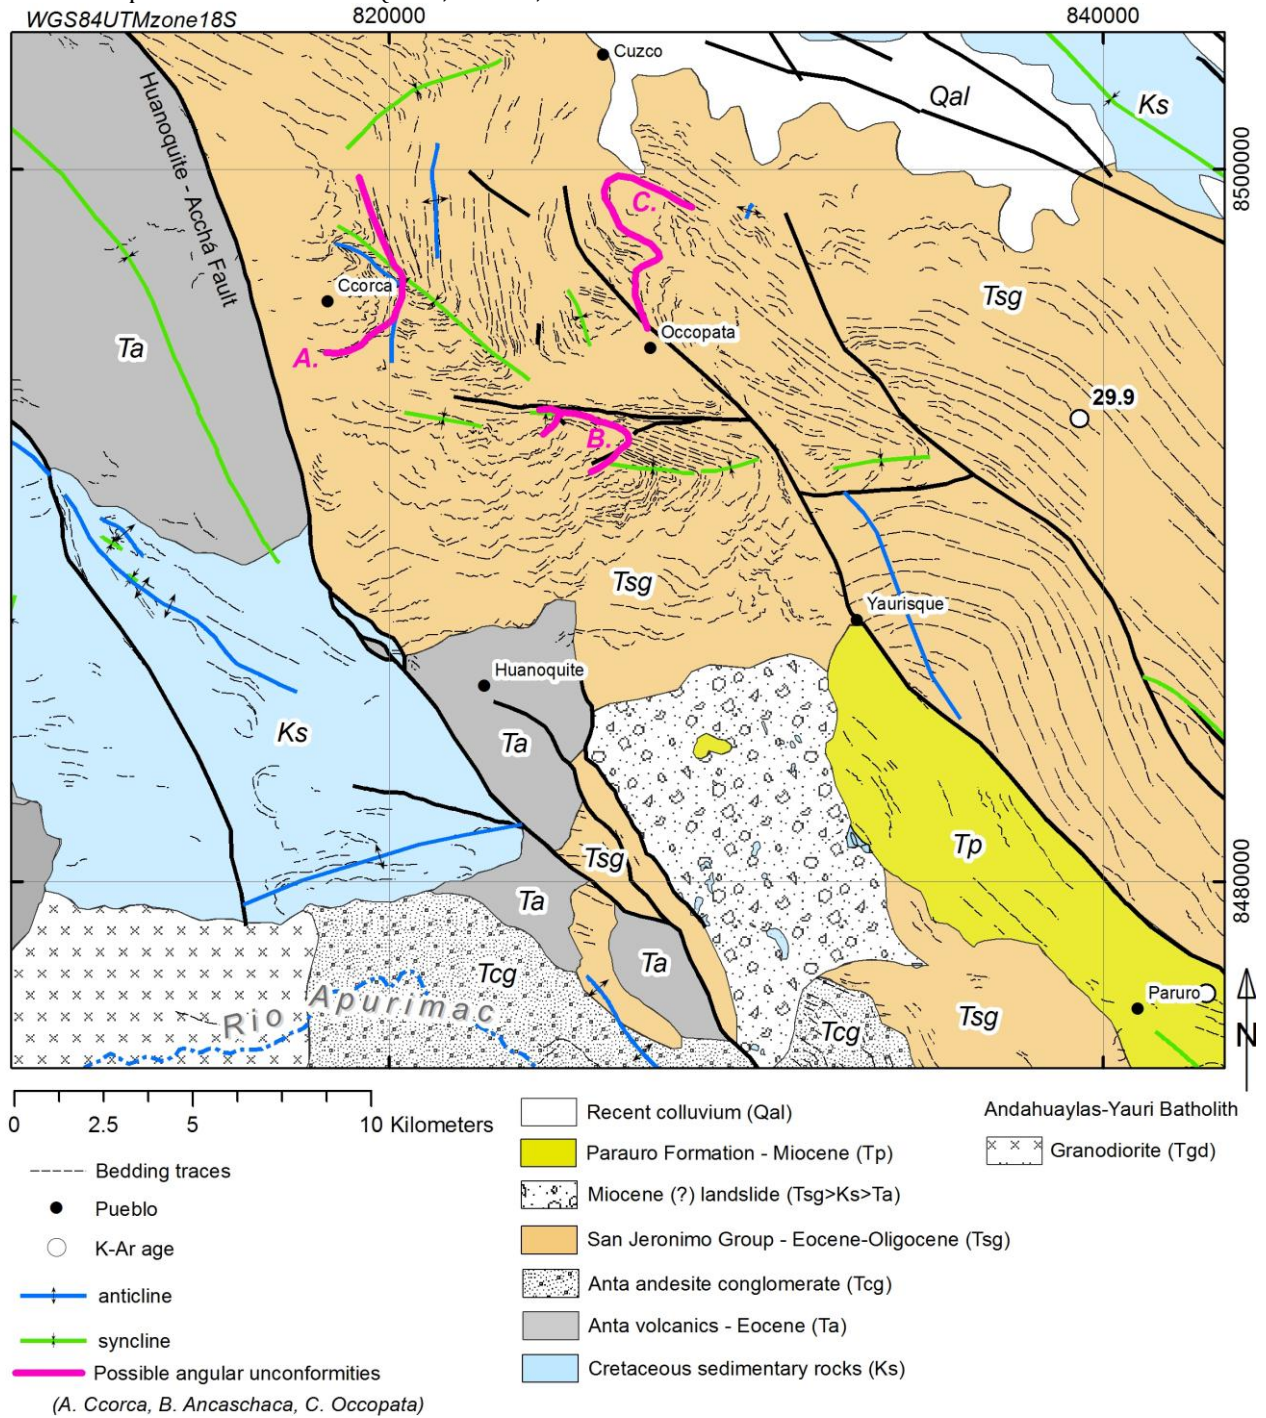 WGS84UTMzone18S
820000
840000
Cuzco
Qal
Ks
Huanoquite - Acchá Fault
8500000
C.
Tsg
Ccorca
Ta
A.
Occopata
29.9
B.
Tsg
Yaurisque
Huanoquite
Ks
Ta
Tp
Tsg
8480000
Ta
Ta
Tcg
Rio Apurimac
Paruro
Tsg
Tcg
N
0 2.5 5 10 Kilometers
Bedding traces
Pueblo
K-Ar age
anticline
syncline
Possible angular unconformities
(A. Ccorca, B. Ancaschaca, C. Occopata)
Recent colluvium (Qal)
Parauro Formation - Miocene (Tp)
Miocene (?) landslide (Tsg>Ks>Ta)
San Jeronimo Group - Eocene-Oligocene (Tsg)
Anta andesite conglomerate (Tcg)
Anta volcanics - Eocene (Ta)
Cretaceous sedimentary rocks (Ks)
Andahuaylas-Yauri Batholith
Granodiorite (Tgd)